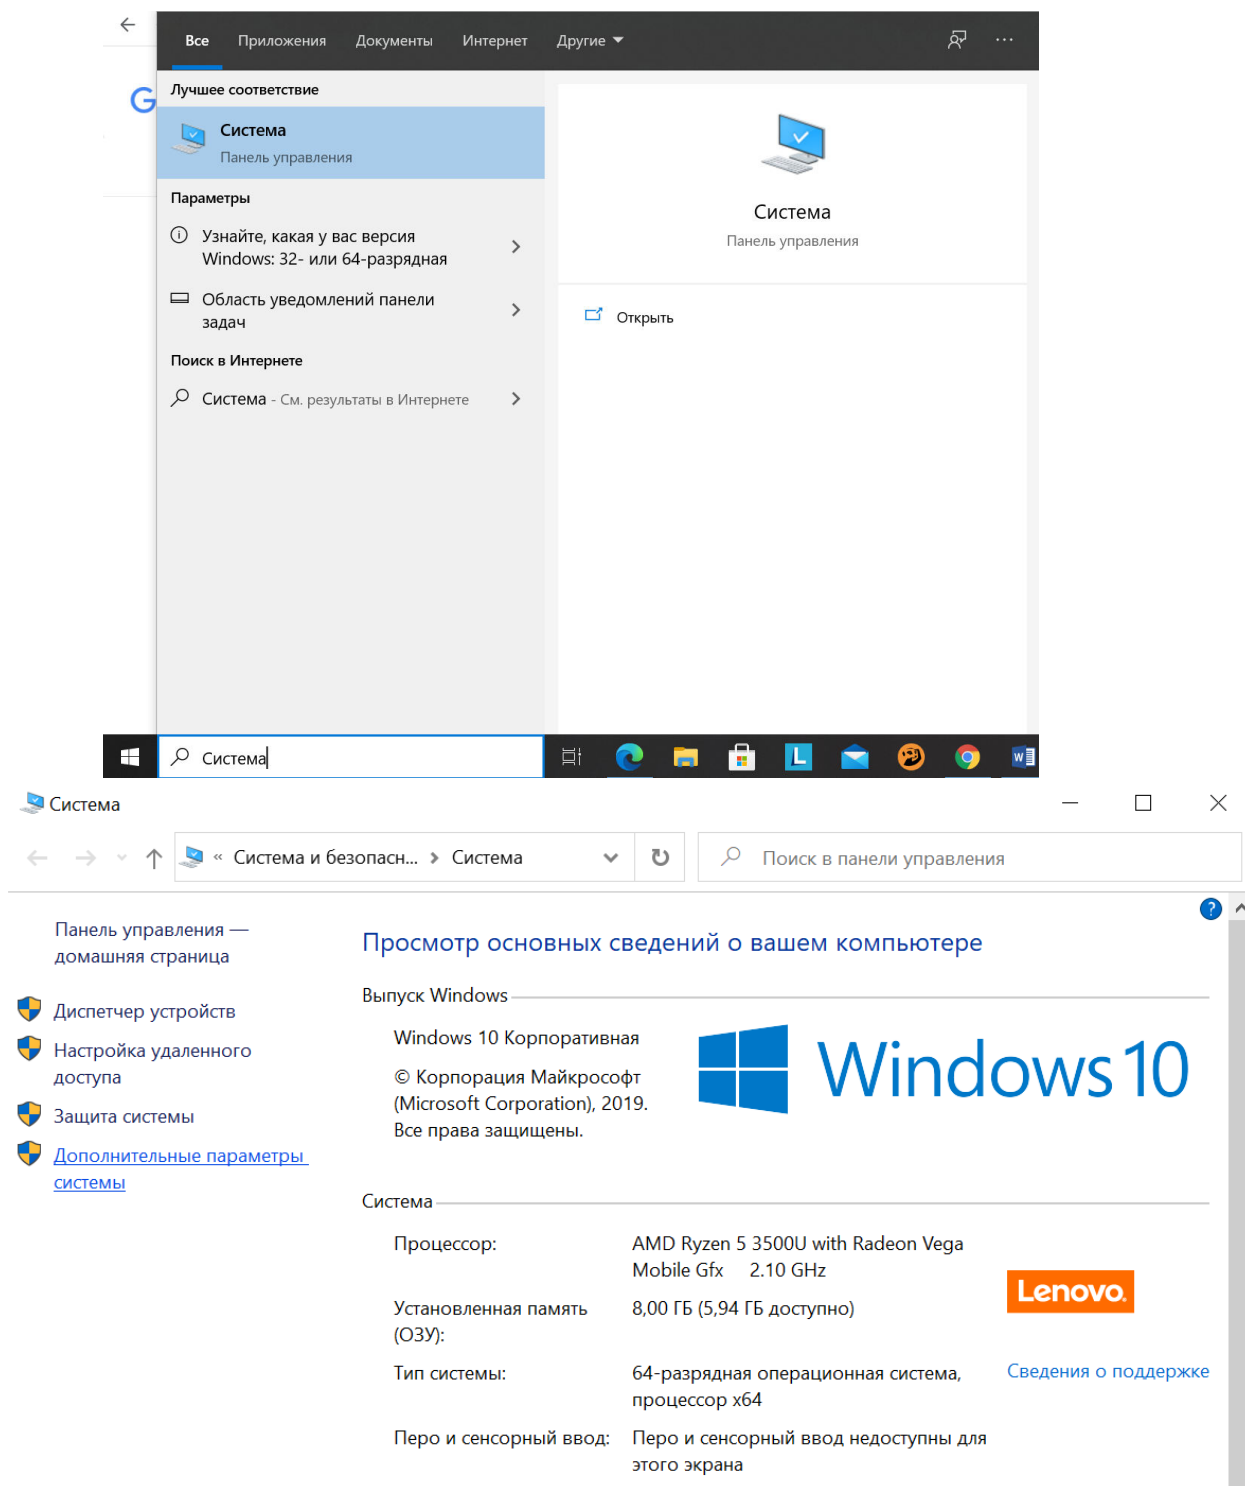 Все Приложения Документы Интернет Другие
Лучшее соответствие
G
Система
Панель управления
Параметры
Узнайте, какая у вас версия
Windows: 32- или 64-разрядная
Область уведомлений панели
задач
Поиск в Интернете
Система - См. результаты в Интернете
Система
Панель управления
Открыть
Система
L
W
Система
« Система и безопасн... Система
Поиск в панели управления
?
Панель управления —
домашняя страница
Диспетчер устройств
Настройка удаленного
доступа
Защита системы
Дополнительные параметры
системы
Просмотр основных сведений о вашем компьютере
Выпуск Windows
Windows 10 Корпоративная
© Корпорация Майкрософт
(Microsoft Corporation), 2019.
Все права защищены.
Windows 10
Система
Процессор: AMD Ryzen 5 3500U with Radeon Vega
Mobile Gfx 2.10 GHz
Lenovo.
Установленная память 8,00 ГБ (5,94 ГБ доступно)
(ОЗУ):
Тип системы: 64-разрядная операционная система,
процессор x64
Сведения о поддержке
Перо и сенсорный ввод: Перо и сенсорный ввод недоступны для
этого экрана